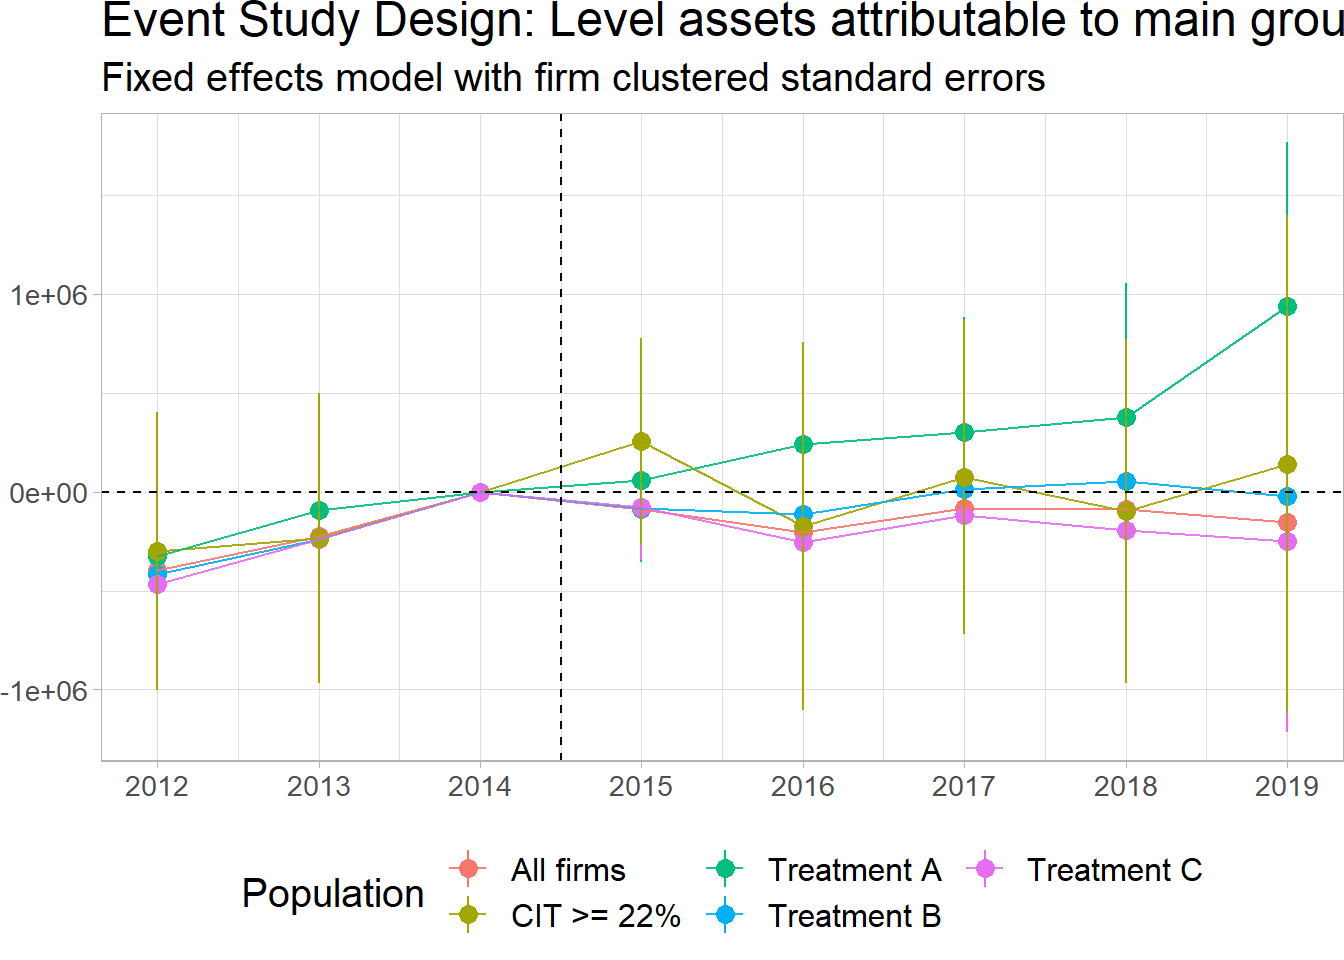 Event Study Design: Level assets attributable to main grou
Fixed effects model with firm clustered standard errors
1e+06
0e+00
-1e+06
2012 2013 2014 2015 2016 2017 2018 2019
Population
All firms Treatment A Treatment C
CIT >= 22% Treatment B